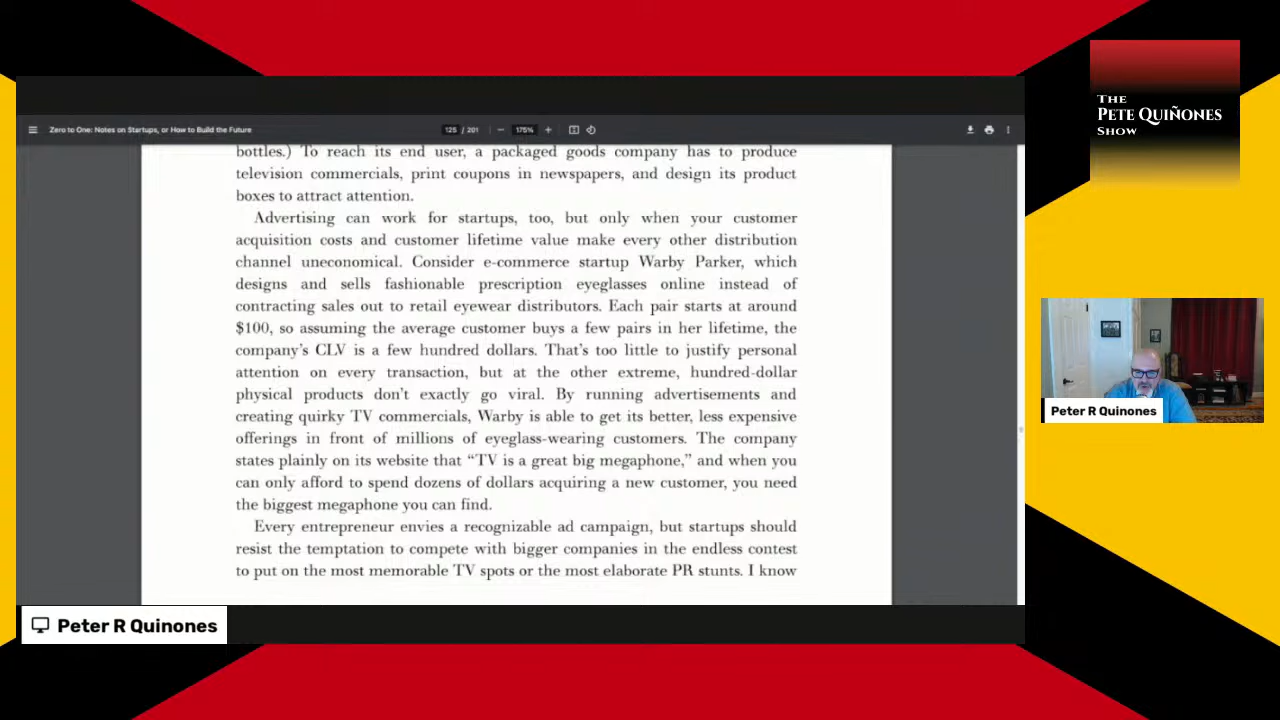 THE
PETE QUIÑONES
SHOW
Zero to One: Notes on Startups, or How to Build the Future
125 / 201
175%
bottles.) To reach its end user, a packaged goods company has to produce
television commercials, print coupons in newspapers, and design its product
boxes to attract attention.
Advertising can work for startups, too, but only when your customer
acquisition costs and customer lifetime value make every other distribution
channel uneconomical. Consider e-commerce startup Warby Parker, which
designs and sells fashionable prescription eyeglasses online instead of
contracting sales out to retail eyewear distributors. Each pair starts at around
$100, so assuming the average customer buys a few pairs in her lifetime, the
company's CLV is a few hundred dollars. That's too little to justify personal
attention on every transaction, but at the other extreme, hundred-dollar
physical products don't exactly go viral. By running advertisements and
creating quirky TV commercials, Warby is able to get its better, less expensive
offerings in front of millions of eyeglass-wearing customers. The company
states plainly on its website that “TV is a great big megaphone,” and when you
can only afford to spend dozens of dollars acquiring a new customer, you need
the biggest megaphone you can find.
Every entrepreneur envies a recognizable ad campaign, but startups should
resist the temptation to compete with bigger companies in the endless contest
to put on the most memorable TV spots or the most elaborate PR stunts. I know
Peter R Quinones
Peter R Quinones